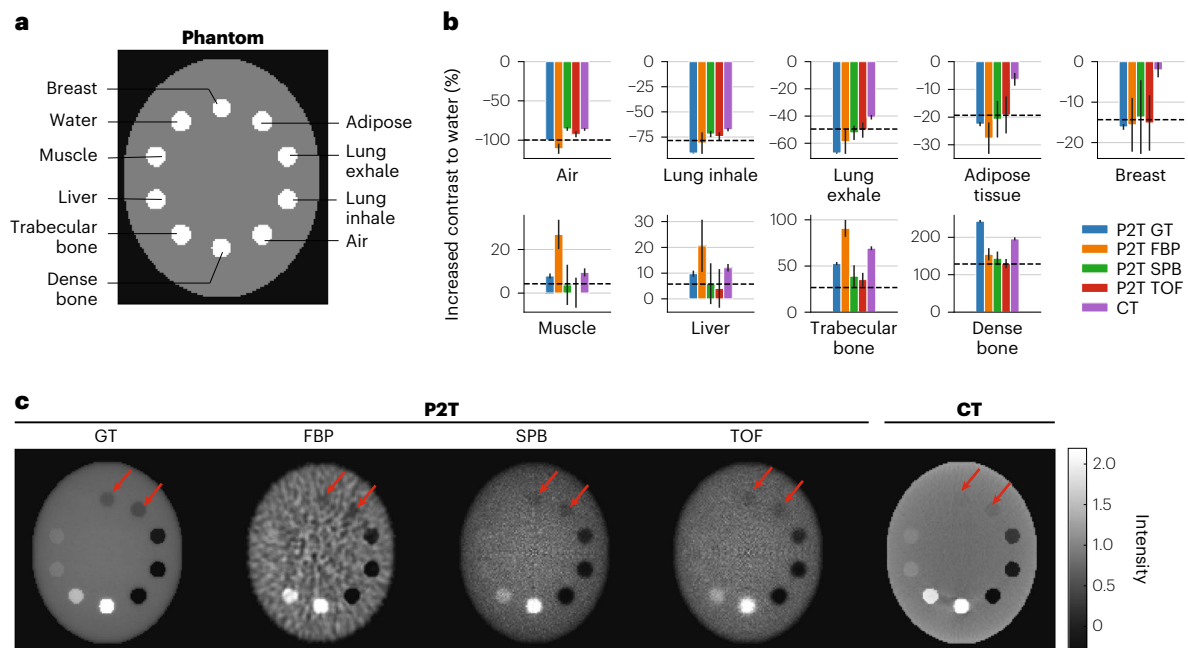 a
Phantom
Breast
Water
Muscle
Liver
Trabecular
bone
Dense
bone
Adipose
Lung
exhale
Lung
inhale
Air
b
Increased contrast to water (%)
0
−50
−100
Air
0
−25
−50
−75
Lung inhale
0
−20
−40
−60
Lung
exhale
0
−10
−20
−30
Adipose
tissue
0
−10
−20
Breast
20
0
Muscle
30
20
10
0
Liver
100
50
0
Trabecular
bone
200
100
0
Dense
bone
P2T GT
P2T FBP
P2T SPB
P2T TOF
CT
c
P2T
CT
GT
FBP
SPB
TOF
2.0
1.5
1.0
0.5
0
Intensity